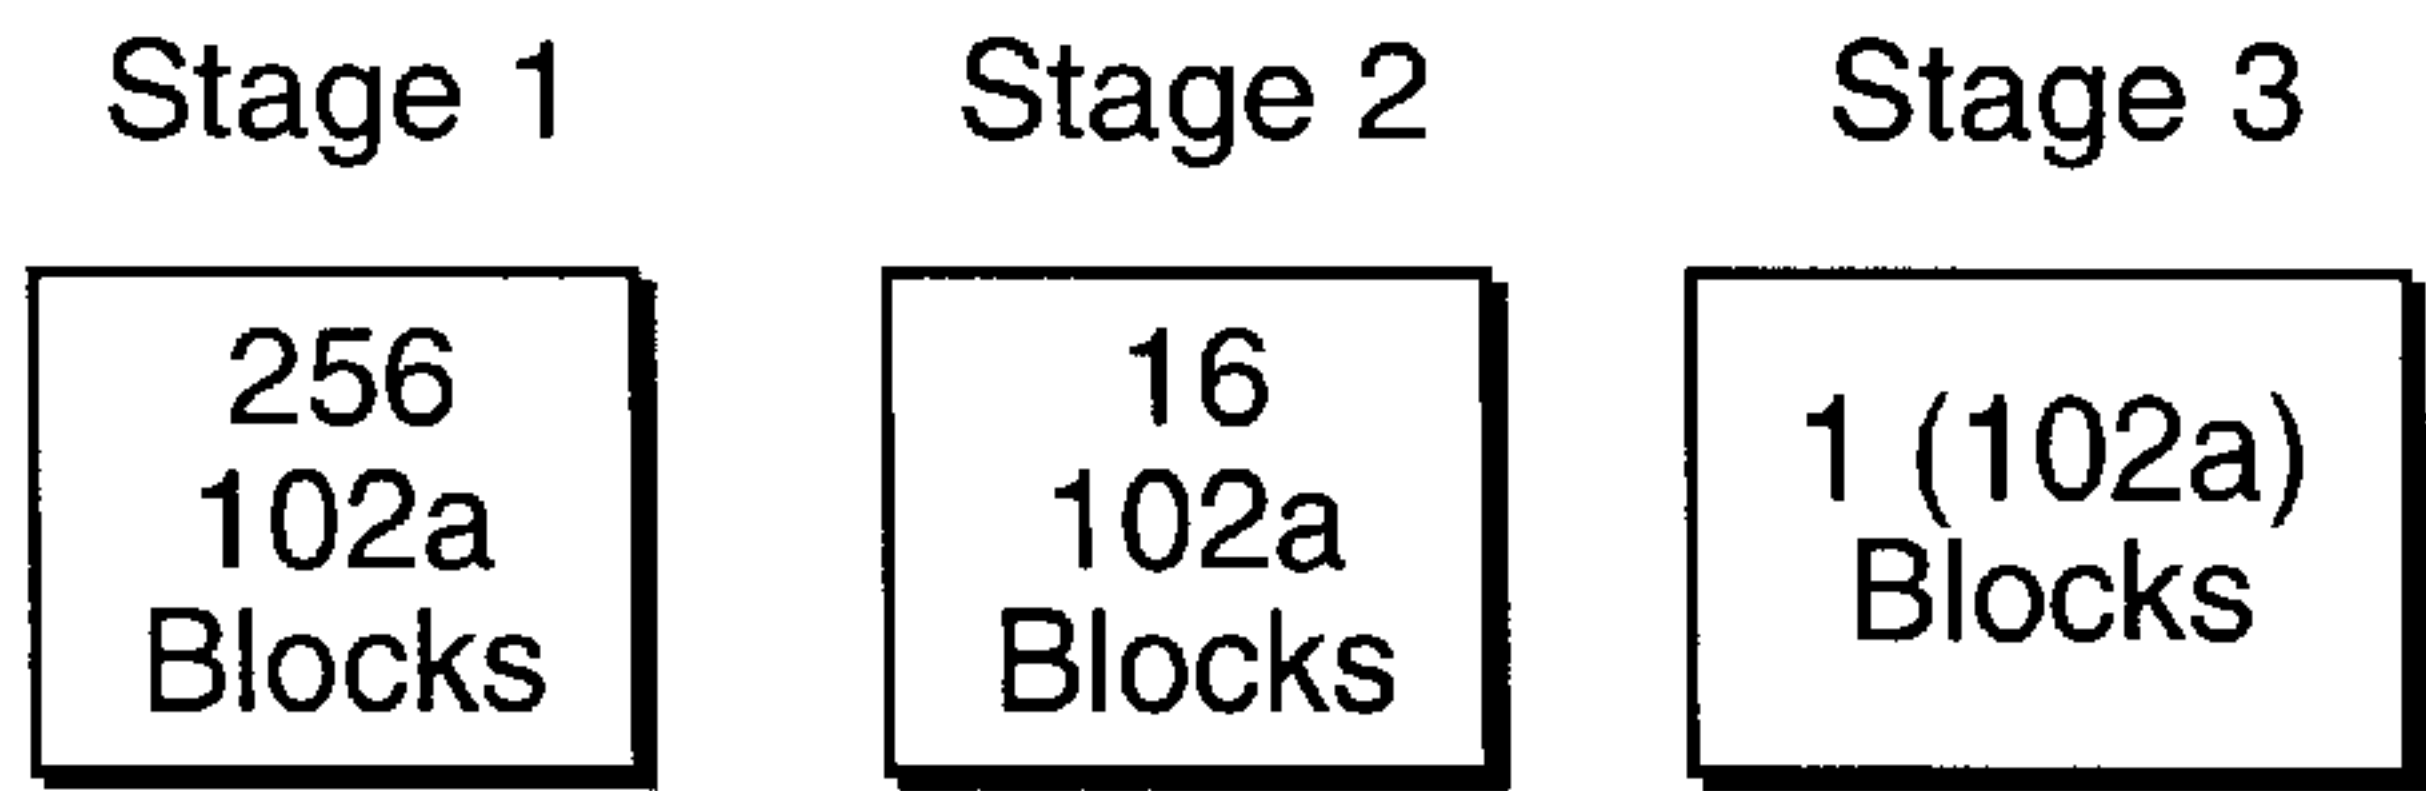 Stage 1
Stage 2
Stage 3
256
102a
Blocks
16
102a
Blocks
1 (102a)
Blocks